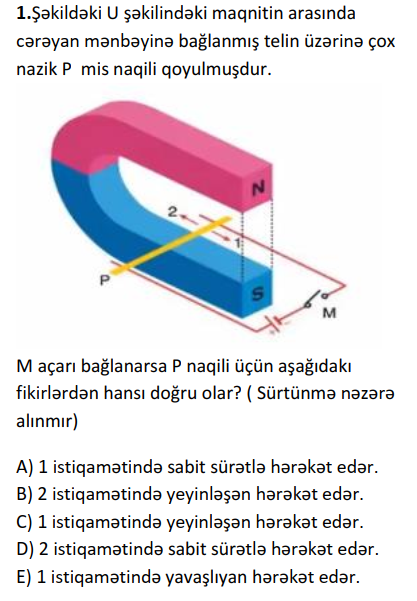 1.Şəkildəki U şəkilindəki maqnitin arasında
cərəyan mənbəyinə bağlanmış telin üzərinə çox
nazik P mis naqili qoyulmuşdur.
N
2
1
P
S
M
M açarı bağlanarsa P naqili üçün aşağıdakı
fikirlərdən hansı doğru olar? ( Sürtünmə nəzərə
alınmır)
A) 1 istiqamətində sabit sürətlə hərəkət edər.
B) 2 istiqamətində yeyinləşən hərəkət edər.
C) 1 istiqamətində yeyinləşən hərəkət edər.
D) 2 istiqamətində sabit sürətlə hərəkət edər.
E) 1 istiqamətində yavaşlıyan hərəkət edər.